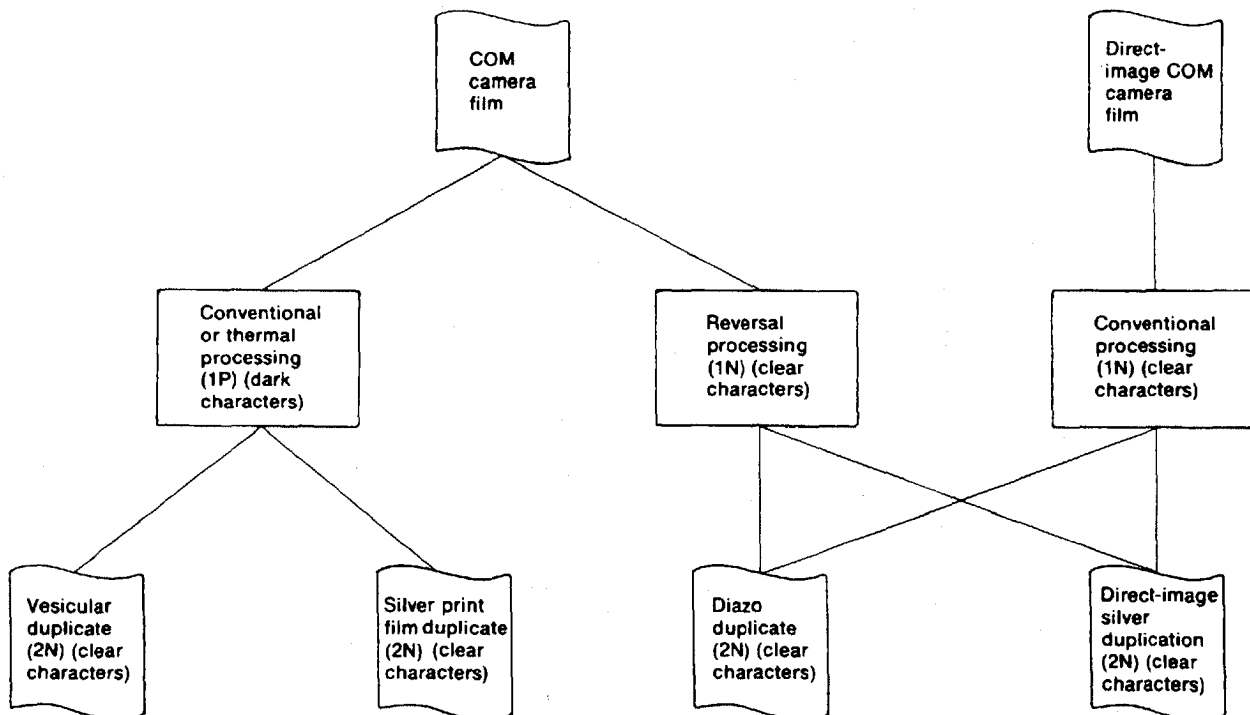 COM
camera
film
Direct-
image COM
camera
film
Conventional
or thermal
processing
(1P) (dark
characters)
Reversal
processing
(1N) (clear
characters)
Conventional
processing
(1N) (clear
characters)
Vesicular
duplicate
(2N) (clear
characters)
Silver print
film duplicate
(2N) (clear
characters)
Diazo
duplicate
(2N) (clear
characters)
Direct-image
silver
duplication
(2N) (clear
characters)